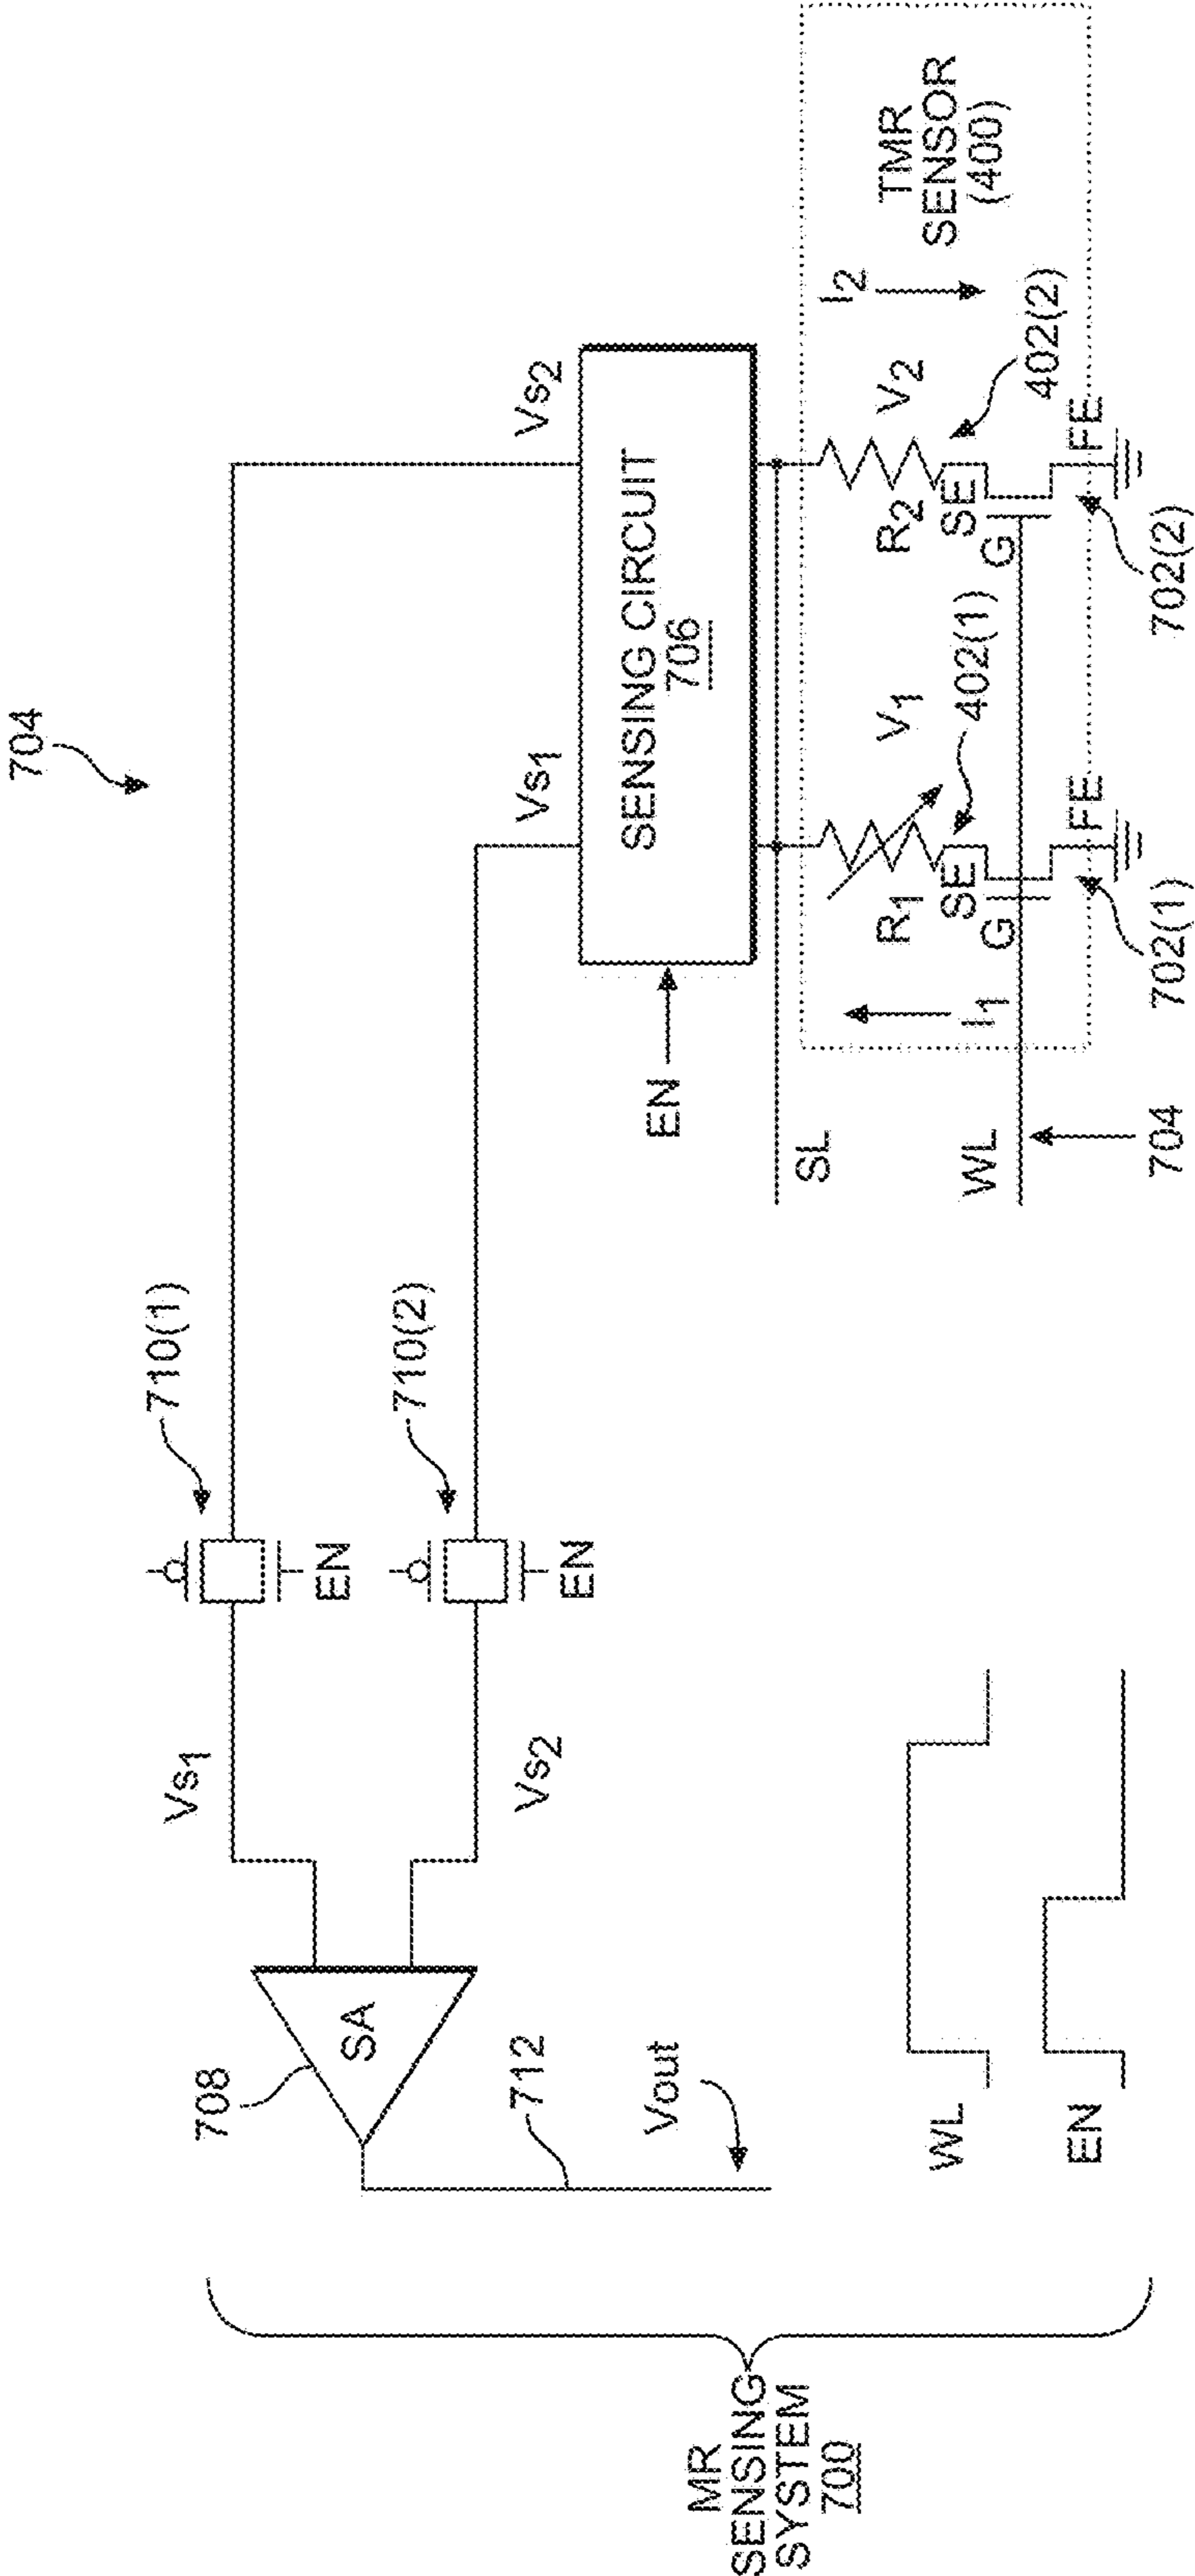 704
710(1)
Vs1
708
SA
EN
710(2)
Vs1
Vs2
EN
Vs2
712
Vout
SENSING CIRCUIT
706
EN
SL
R1
V1
R2
V2
I2
TMR
SENSOR
(400)
I1
SE
402(1)
SE
402(2)
WL
G
G
FE
FE
704
702(1)
702(2)
WL
EN
MR
SENSING
SYSTEM
700